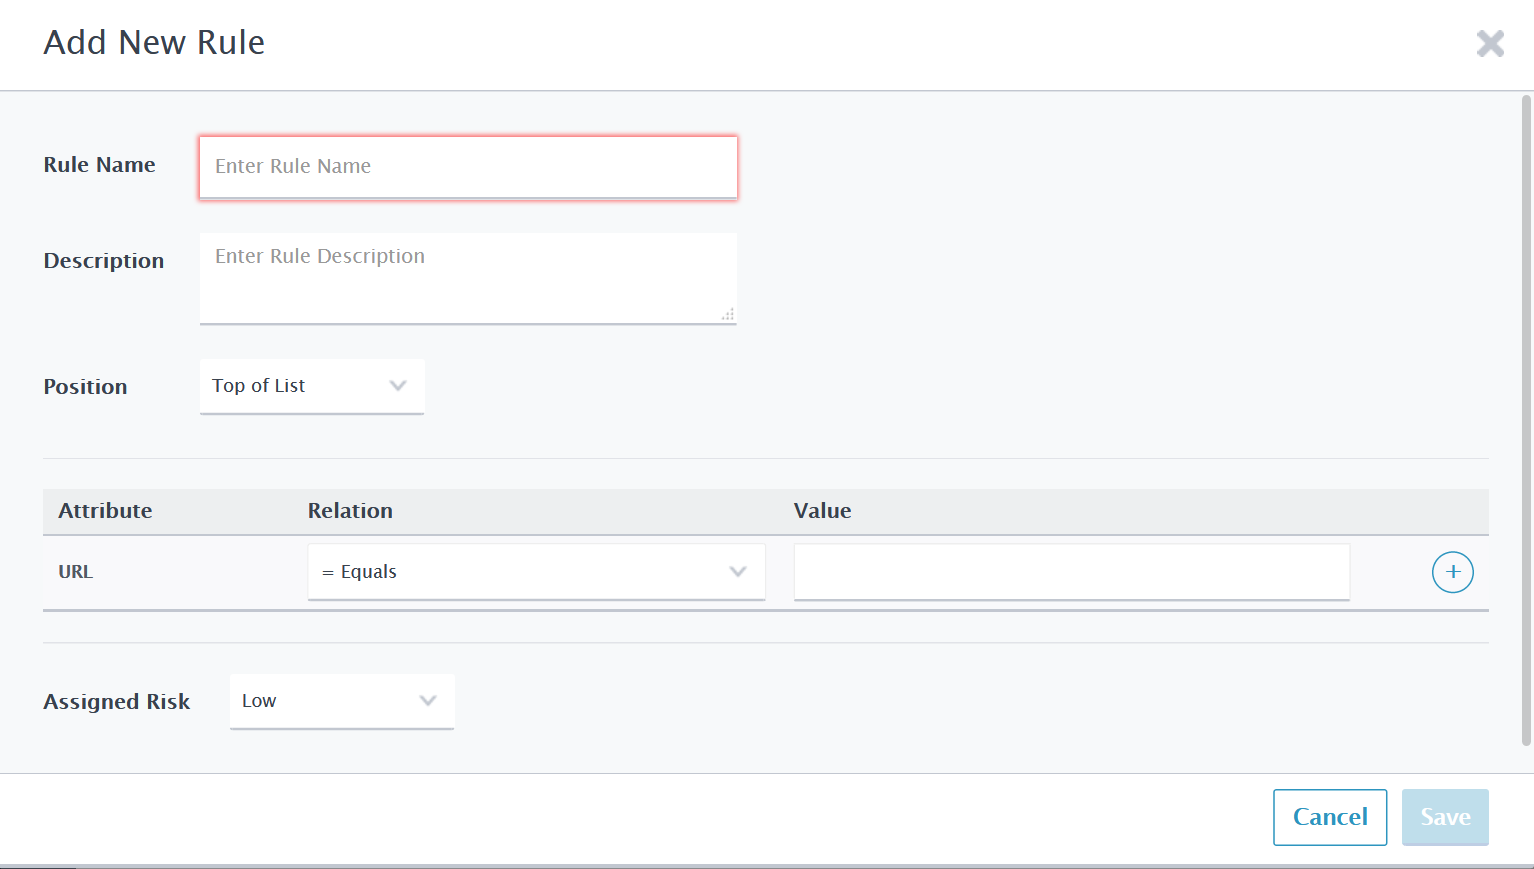 Add New Rule
Rule Name
Enter Rule Name
Description
Enter Rule Description
Position
Top of List
Attribute Relation Value
URL = Equals
Assigned Risk
Low
Cancel Save